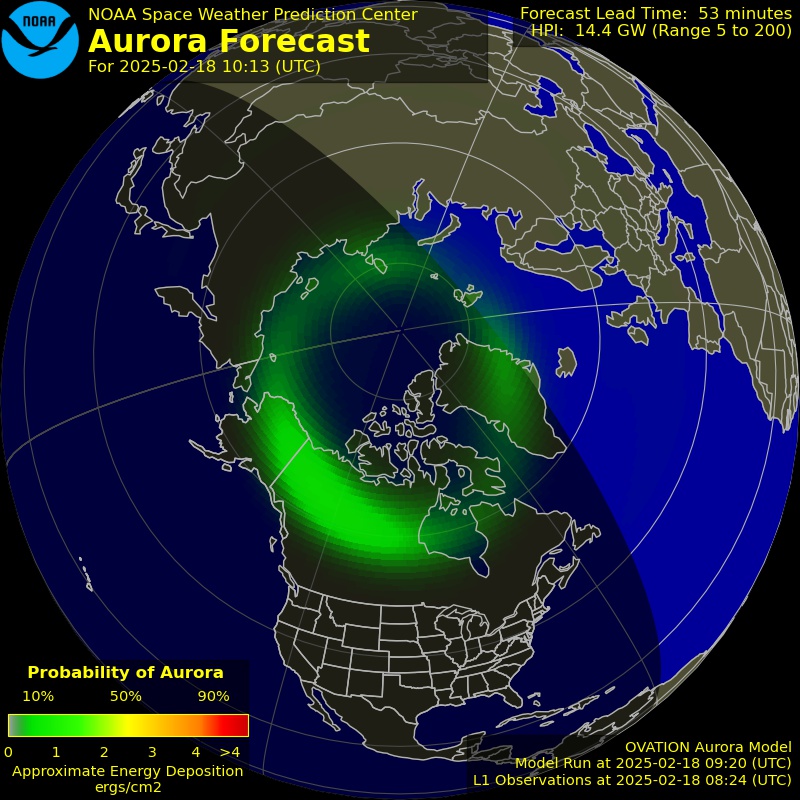 NOAA
NOAA Space Weather Prediction Center
Aurora Forecast
For 2025-02-18 10:13 (UTC)
Forecast Lead Time:  53 minutes
HPI:  14.4 GW (Range 5 to 200)
Probability of Aurora
10% 50% 90%
0 1 2 3 4 >4
Approximate Energy Deposition
ergs/cm2
OVATION Aurora Model
Model Run at 2025-02-18 09:20 (UTC)
L1 Observations at 2025-02-18 08:24 (UTC)